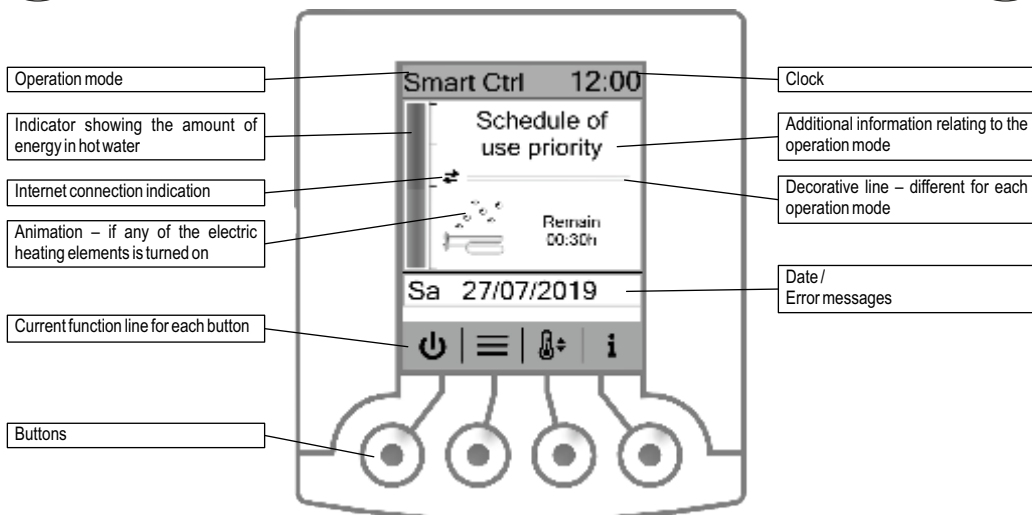 Operation mode
Indicator showing the amount of
energy in hot water
Internet connection indication
Animation – if any of the electric
heating elements is turned on
Current function line for each button
Buttons
Smart Ctrl 12:00
Schedule of
use priority
Remain
00:30h
Sa 27/07/2019
i
Clock
Additional information relating to the
operation mode
Decorative line – different for each
operation mode
Date /
Error messages